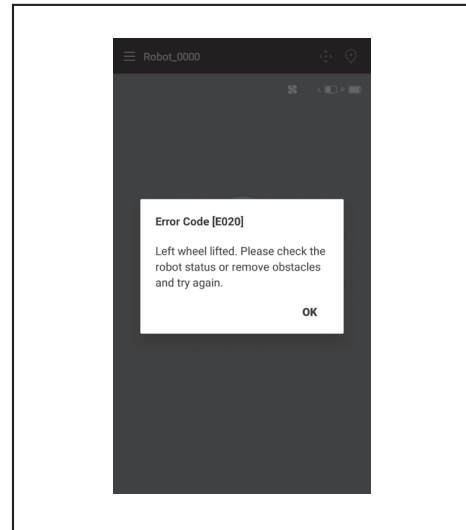 Robot_0000
L R
Error Code [E020]
Left wheel lifted. Please check the
robot status or remove obstacles
and try again.
OK